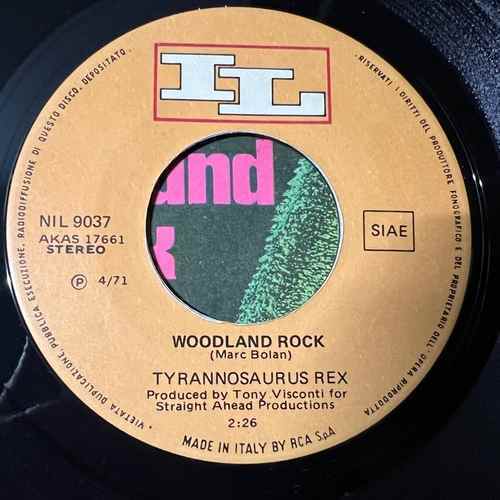 IL
NIL 9037
AKAS 17661
STEREO
Ⓟ 4/71
SIAE
und
k
WOODLAND ROCK
(Marc Bolan)
TYRANNOSAURUS REX
Produced by Tony Visconti for
Straight Ahead Productions
2:26
MADE IN ITALY BY RCA SpA
• VIETATA DUPLICAZIONE, PUBBLICA ESECUZIONE, RADIODIFFUSIONE DI QUESTO DISCO. DEPOSITATO •
• RISERVATI I DIRITTI DEL PRODUTTORE FONOGRAFICO E DEL PROPRIETARIO DELL'OPERA RIPRODOTTA